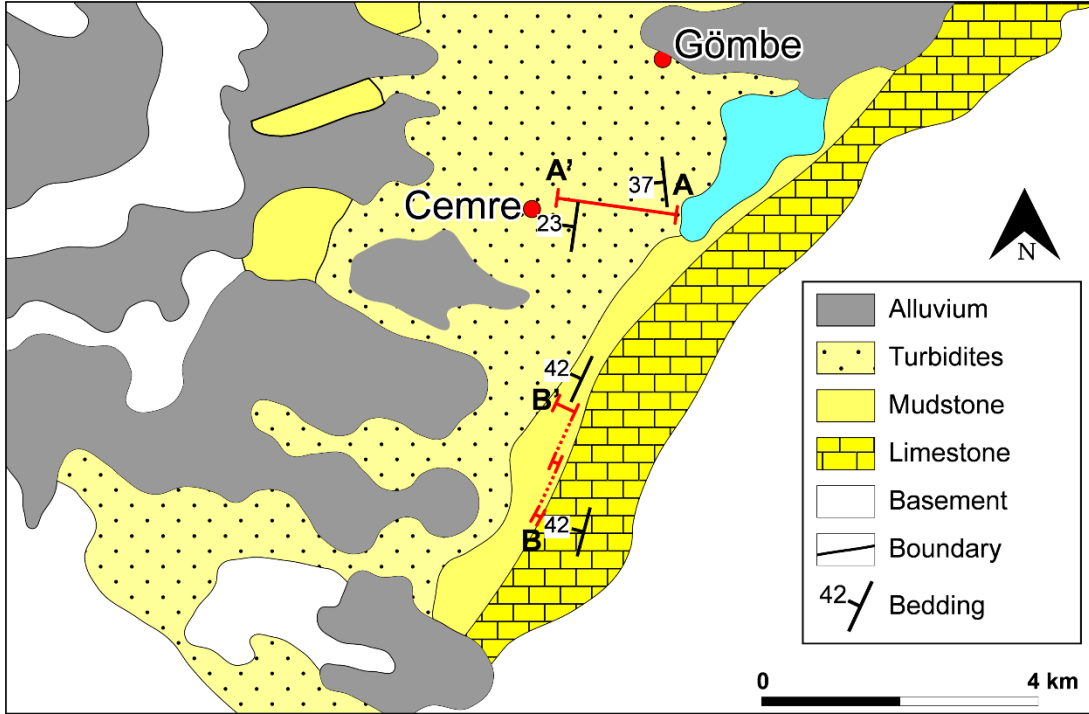 Gömbe
A'
37
A
Cemre
23
N
Alluvium
Turbidites
42
B'
Mudstone
Limestone
Basement
B
42
Boundary
42
Bedding
0
4 km